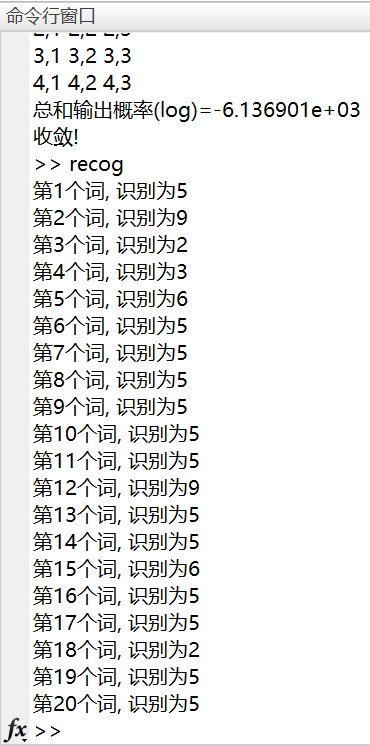 命令行窗口
3,1 3,2 3,3
4,1 4,2 4,3
总和输出概率(log)=-6.136901e+03
收敛!
>> recog
第1个词, 识别为5
第2个词, 识别为9
第3个词, 识别为2
第4个词, 识别为3
第5个词, 识别为6
第6个词, 识别为5
第7个词, 识别为5
第8个词, 识别为5
第9个词, 识别为5
第10个词, 识别为5
第11个词, 识别为5
第12个词, 识别为9
第13个词, 识别为5
第14个词, 识别为5
第15个词, 识别为6
第16个词, 识别为5
第17个词, 识别为5
第18个词, 识别为2
第19个词, 识别为5
第20个词, 识别为5
fx >>